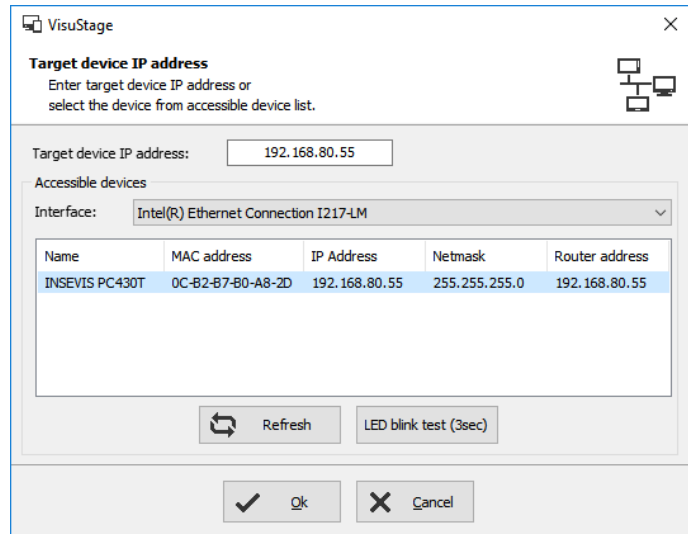 VisuStage
Target device IP address
Enter target device IP address or
select the device from accessible device list.
Target device IP address: 192.168.80.55
Accessible devices
Interface: Intel(R) Ethernet Connection I217-LM
Name MAC address IP Address Netmask Router address
INSEVIS PC430T 0C-B2-B7-B0-A8-2D 192.168.80.55 255.255.255.0 192.168.80.55
Refresh LED blink test (3sec)
Ok Cancel